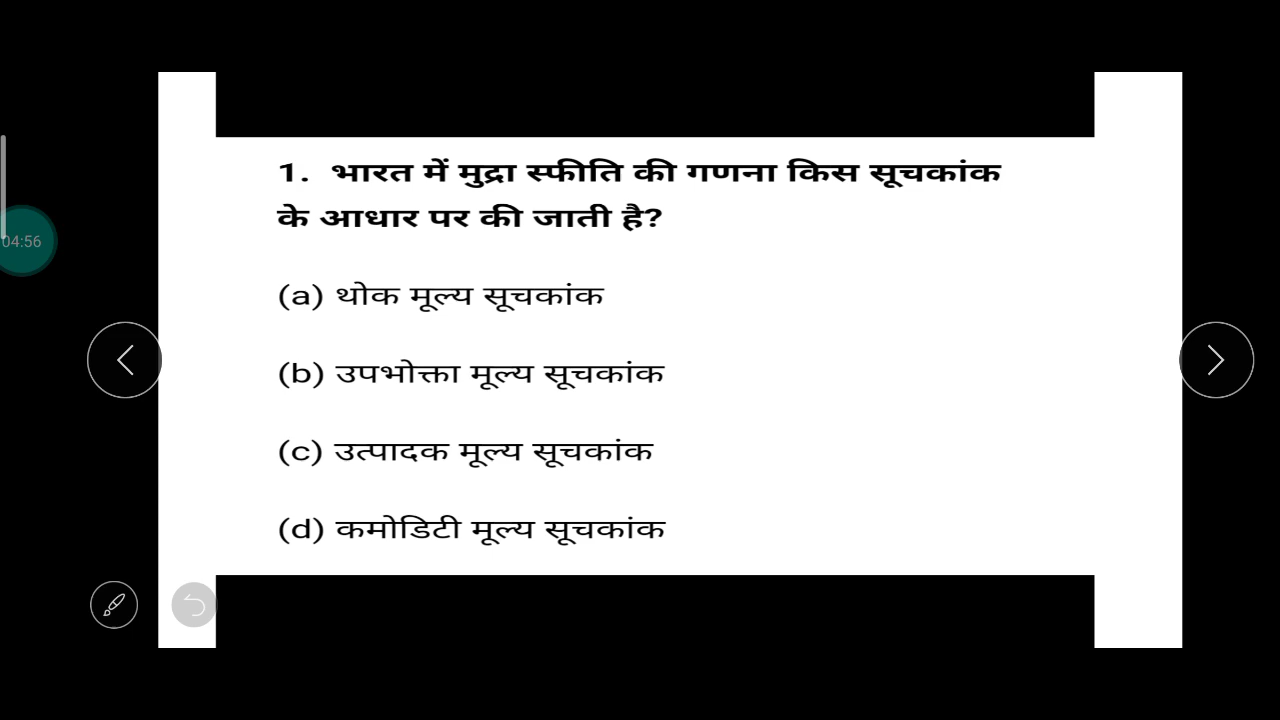 1. भारत में मुद्रा स्फीति की गणना किस सूचकांक
के आधार पर की जाती है?
04:56
(a) थोक मूल्य सूचकांक
(b) उपभोक्ता मूल्य सूचकांक
(c) उत्पादक मूल्य सूचकांक
(d) कमोडिटी मूल्य सूचकांक